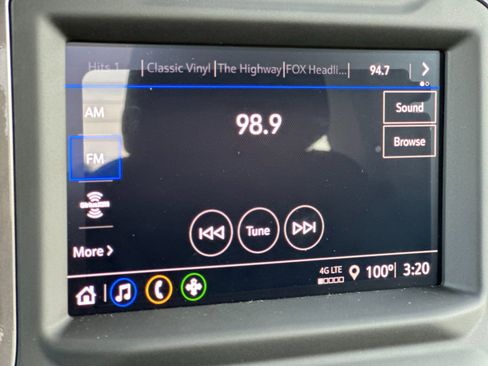 Hits 1 Classic Vinyl The Highway FOX Headli... 94.7
AM
98.9
Sound
Browse
FM
SiriusXM
Tune
More >
4G LTE
100° 3:20